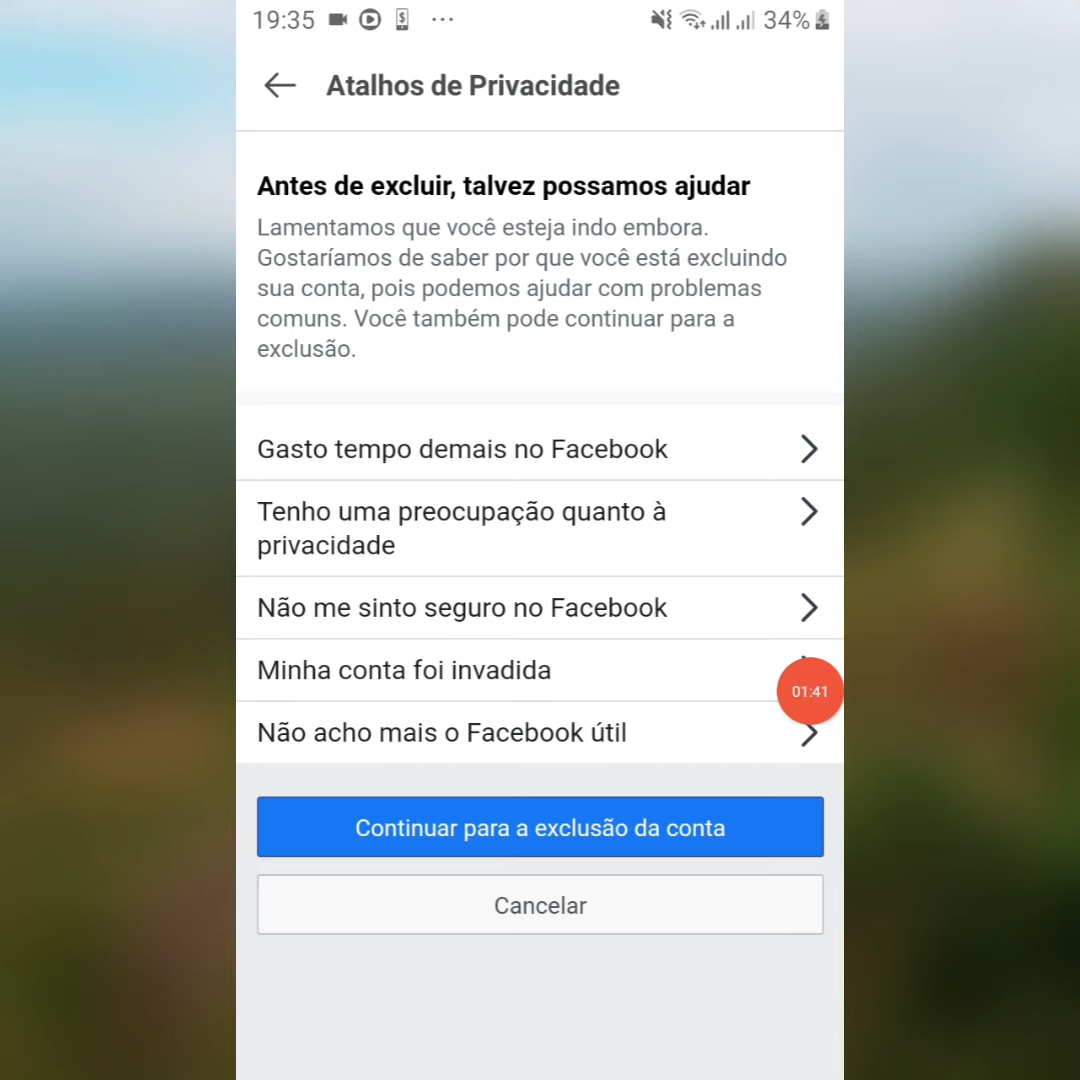 19:35 ... 34%
Atalhos de Privacidade
Antes de excluir, talvez possamos ajudar
Lamentamos que você esteja indo embora.
Gostaríamos de saber por que você está excluindo
sua conta, pois podemos ajudar com problemas
comuns. Você também pode continuar para a
exclusão.
Gasto tempo demais no Facebook
Tenho uma preocupação quanto à
privacidade
Não me sinto seguro no Facebook
Minha conta foi invadida
01:41
Não acho mais o Facebook útil
Continuar para a exclusão da conta
Cancelar